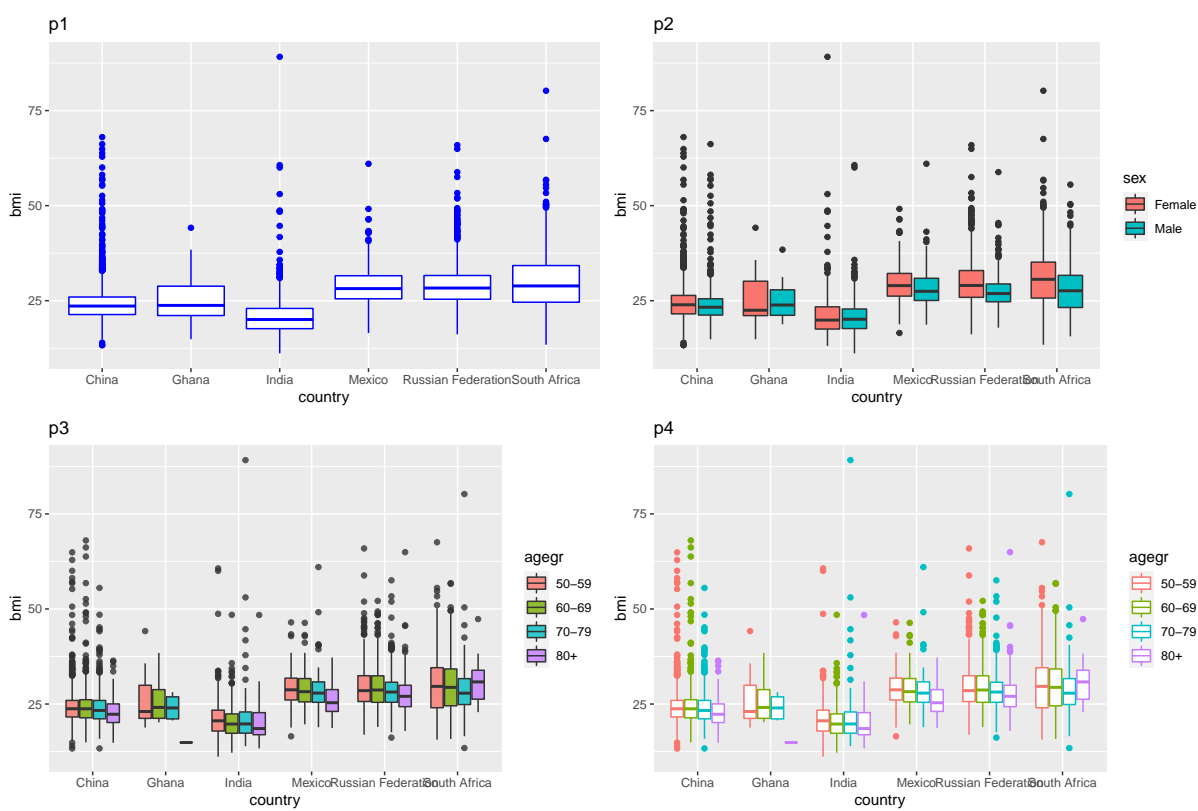 p1
bmi
75
50
25
China Ghana India Mexico Russian Federation South Africa
country
p2
bmi
75
50
25
China Ghana India Mexico Russian Federation South Africa
country
sex
Female
Male
p3
bmi
75
50
25
China Ghana India Mexico Russian Federation South Africa
country
agegr
50−59
60−69
70−79
80+
p4
bmi
75
50
25
China Ghana India Mexico Russian Federation South Africa
country
agegr
50−59
60−69
70−79
80+